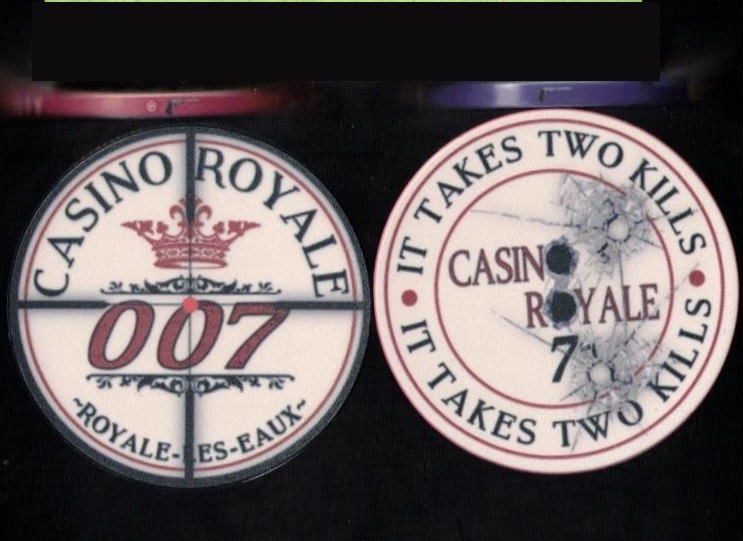 CASINO ROYALE
007
~ROYALE-LES-EAUX~
IT TAKES TWO KILLS
CASINO
ROYALE
7
IT TAKES TWO KILLS